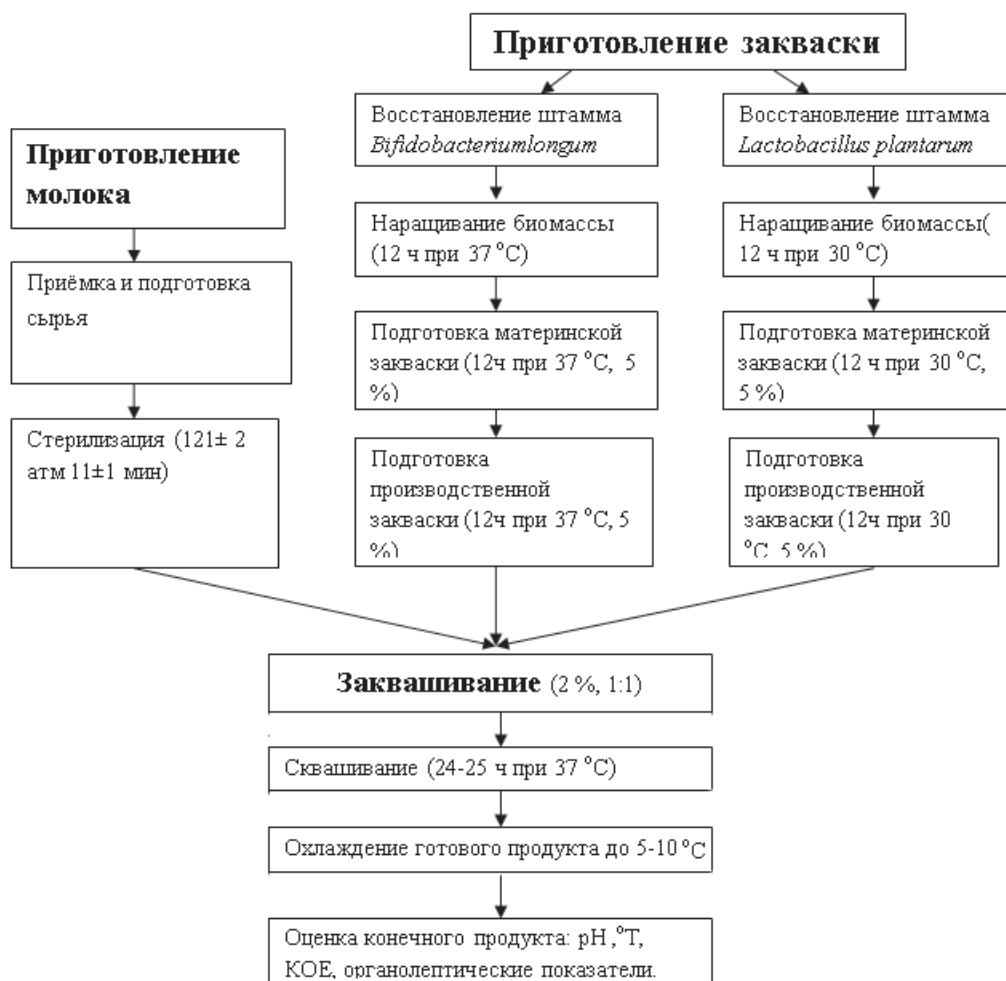 Приготовление закваски
Восстановление штамма
Bifidobacteriumlongum
Восстановление штамма
Lactobacillus plantarum
Приготовление
молока
Наращивание биомассы
(12 ч при 37 °C)
Наращивание биомассы(
12 ч при 30 °C)
Приёмка и подготовка
сырья
Подготовка материнской
закваски (12ч при 37 °C, 5
%)
Подготовка материнской
закваски (12 ч при 30 °C,
5 %)
Стерилизация (121± 2
атм 11±1 мин)
Подготовка
производственной
закваски (12ч при 37 °C, 5
%)
Подготовка
производственной
закваски (12ч при 30
°C, 5 %)
Заквашивание (2 %, 1:1)
Сквашивание (24-25 ч при 37 °C)
Охлаждение готового продукта до 5-10 °C
Оценка конечного продукта: pH ,°T,
КОЕ, органолептические показатели.